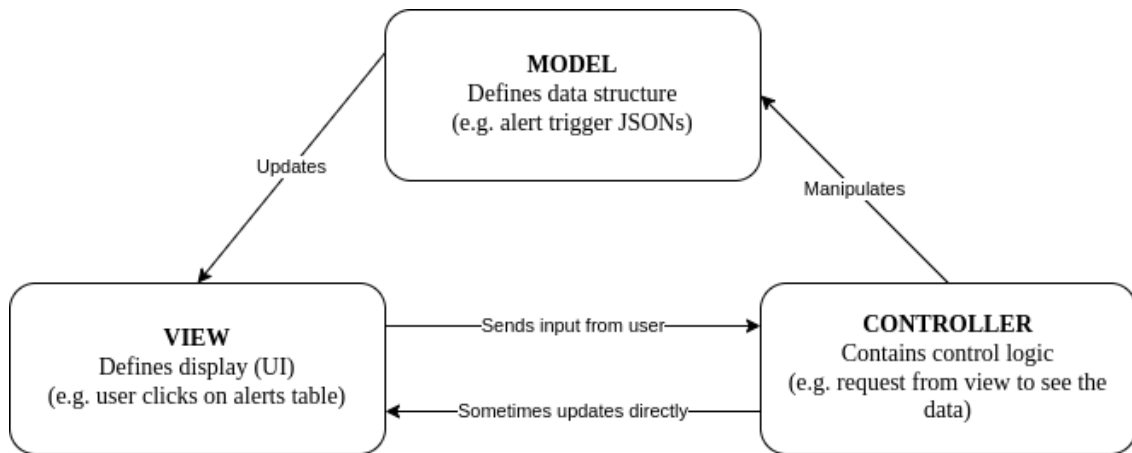 MODEL
Defines data structure
(e.g. alert trigger JSONs)
Updates
Manipulates
VIEW
Defines display (UI)
(e.g. user clicks on alerts table)
Sends input from user
Sometimes updates directly
CONTROLLER
Contains control logic
(e.g. request from view to see the
data)